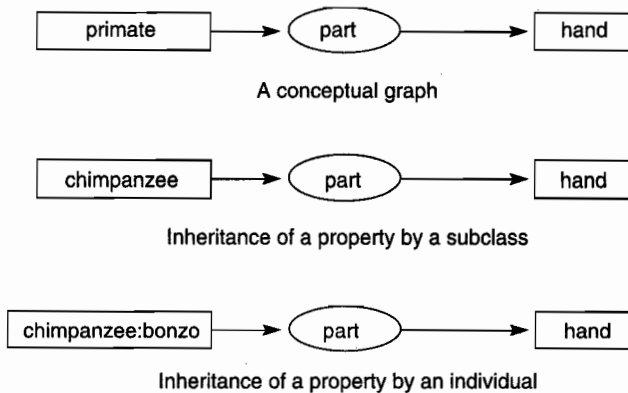 primate part hand
A conceptual graph
chimpanzee part hand
Inheritance of a property by a subclass
chimpanzee:bonzo part hand
Inheritance of a property by an individual